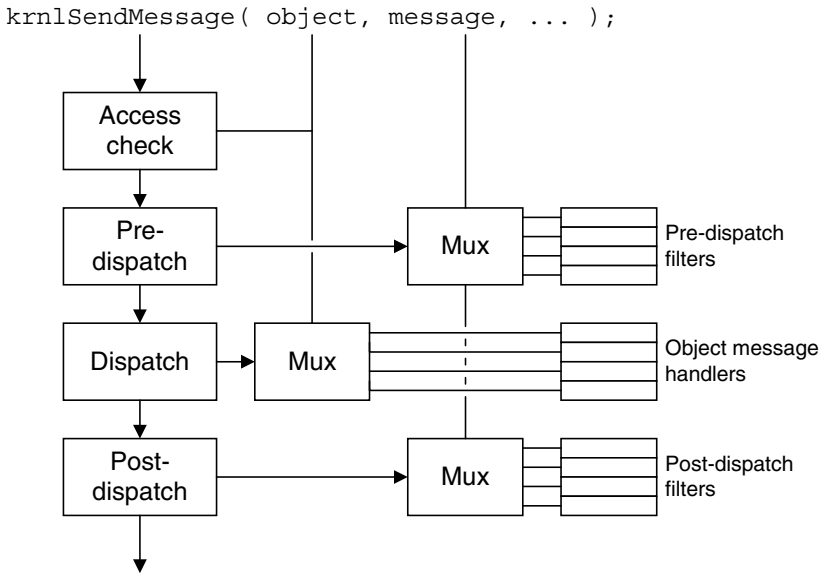 krnlSendMessage( object, message, ... );
Access
check
Pre-
dispatch
Mux
Pre-dispatch
filters
Dispatch
Mux
Object message
handlers
Post-
dispatch
Mux
Post-dispatch
filters